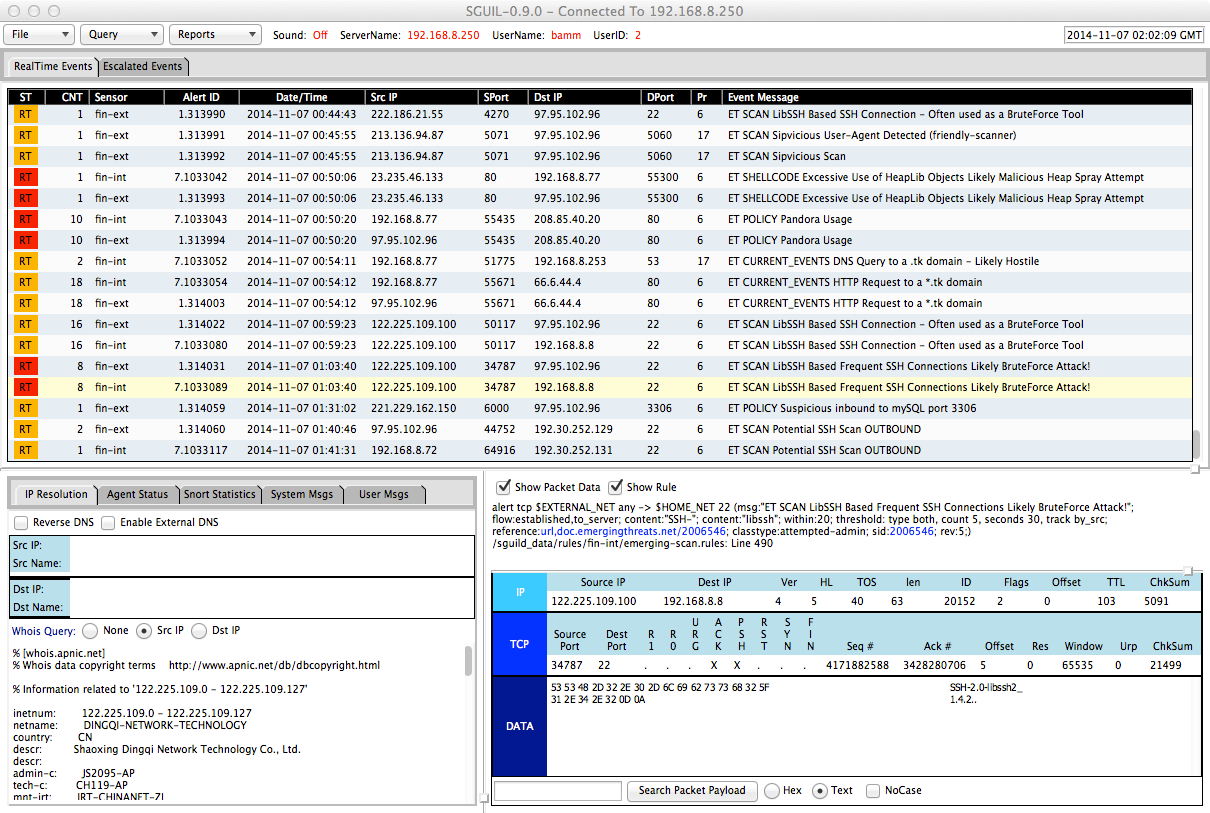 SGUIL-0.9.0 - Connected To 192.168.8.250
File Query Reports Sound: Off ServerName: 192.168.8.250 UserName: bamm UserID: 2 2014-11-07 02:02:09 GMT
RealTime Events Escalated Events
ST CNT Sensor Alert ID Date/Time Src IP SPort Dst IP DPort Pr Event Message
RT 1 fin-ext 1.313990 2014-11-07 00:44:43 222.186.21.55 4270 97.95.102.96 22 6 ET SCAN LibSSH Based SSH Connection - Often used as a BruteForce Tool
RT 1 fin-ext 1.313991 2014-11-07 00:45:55 213.136.94.87 5071 97.95.102.96 5060 17 ET SCAN Sipvicious User-Agent Detected (friendly-scanner)
RT 1 fin-ext 1.313992 2014-11-07 00:45:55 213.136.94.87 5071 97.95.102.96 5060 17 ET SCAN Sipvicious Scan
RT 1 fin-int 7.1033042 2014-11-07 00:50:06 23.235.46.133 80 192.168.8.77 55300 6 ET SHELLCODE Excessive Use of HeapLib Objects Likely Malicious Heap Spray Attempt
RT 1 fin-ext 1.313993 2014-11-07 00:50:06 23.235.46.133 80 97.95.102.96 55300 6 ET SHELLCODE Excessive Use of HeapLib Objects Likely Malicious Heap Spray Attempt
RT 10 fin-int 7.1033043 2014-11-07 00:50:20 192.168.8.77 55435 208.85.40.20 80 6 ET POLICY Pandora Usage
RT 10 fin-ext 1.313994 2014-11-07 00:50:20 97.95.102.96 55435 208.85.40.20 80 6 ET POLICY Pandora Usage
RT 2 fin-int 7.1033052 2014-11-07 00:54:11 192.168.8.77 51775 192.168.8.253 53 17 ET CURRENT_EVENTS DNS Query to a .tk domain - Likely Hostile
RT 18 fin-int 7.1033054 2014-11-07 00:54:12 192.168.8.77 55671 66.6.44.4 80 6 ET CURRENT_EVENTS HTTP Request to a *.tk domain
RT 18 fin-ext 1.314003 2014-11-07 00:54:12 97.95.102.96 55671 66.6.44.4 80 6 ET CURRENT_EVENTS HTTP Request to a *.tk domain
RT 16 fin-ext 1.314022 2014-11-07 00:59:23 122.225.109.100 50117 97.95.102.96 22 6 ET SCAN LibSSH Based SSH Connection - Often used as a BruteForce Tool
RT 16 fin-int 7.1033080 2014-11-07 00:59:23 122.225.109.100 50117 192.168.8.8 22 6 ET SCAN LibSSH Based SSH Connection - Often used as a BruteForce Tool
RT 8 fin-ext 1.314031 2014-11-07 01:03:40 122.225.109.100 34787 97.95.102.96 22 6 ET SCAN LibSSH Based Frequent SSH Connections Likely BruteForce Attack!
RT 8 fin-int 7.1033089 2014-11-07 01:03:40 122.225.109.100 34787 192.168.8.8 22 6 ET SCAN LibSSH Based Frequent SSH Connections Likely BruteForce Attack!
RT 1 fin-ext 1.314059 2014-11-07 01:31:02 221.229.162.150 6000 97.95.102.96 3306 6 ET POLICY Suspicious inbound to mySQL port 3306
RT 2 fin-ext 1.314060 2014-11-07 01:40:46 97.95.102.96 44752 192.30.252.129 22 6 ET SCAN Potential SSH Scan OUTBOUND
RT 1 fin-int 7.1033117 2014-11-07 01:41:31 192.168.8.72 64916 192.30.252.131 22 6 ET SCAN Potential SSH Scan OUTBOUND
IP Resolution Agent Status Snort Statistics System Msgs User Msgs
Reverse DNS Enable External DNS
Src IP:
Src Name:
Dst IP:
Dst Name:
Whois Query: None Src IP Dst IP
% [whois.apnic.net]
% Whois data copyright terms http://www.apnic.net/db/dbcopyright.html
% Information related to '122.225.109.0 - 122.225.109.127'
inetnum: 122.225.109.0 - 122.225.109.127
netname: DINGQI-NETWORK-TECHNOLOGY
country: CN
descr: Shaoxing Dingqi Network Technology Co., Ltd.
descr:
admin-c: JS2095-AP
tech-c: CH119-AP
mnt-irt: IRT-CHINANET-ZJ
Show Packet Data Show Rule
alert tcp $EXTERNAL_NET any -> $HOME_NET 22 (msg:"ET SCAN LibSSH Based Frequent SSH Connections Likely BruteForce Attack!";
flow:established,to_server; content:"SSH-"; content:"libssh"; within:20; threshold: type both, count 5, seconds 30, track by_src;
reference:url,doc.emergingthreats.net/2006546; classtype:attempted-admin; sid:2006546; rev:5;)
/sguild_data/rules/fin-int/emerging-scan.rules: Line 490
IP
Source IP Dest IP Ver HL TOS len ID Flags Offset TTL ChkSum
122.225.109.100 192.168.8.8 4 5 40 63 20152 2 0 103 5091
TCP
Source Port Dest Port R1 R0 URG ACK PSH RST SYN FIN Seq # Ack # Offset Res Window Urp ChkSum
34787 22 . . . X X . . . 4171882588 3428280706 5 0 65535 0 21499
DATA
53 53 48 2D 32 2E 30 2D 6C 69 62 73 73 68 32 5F SSH-2.0-libssh2_
31 2E 34 2E 32 0D 0A 1.4.2..
Search Packet Payload Hex Text NoCase